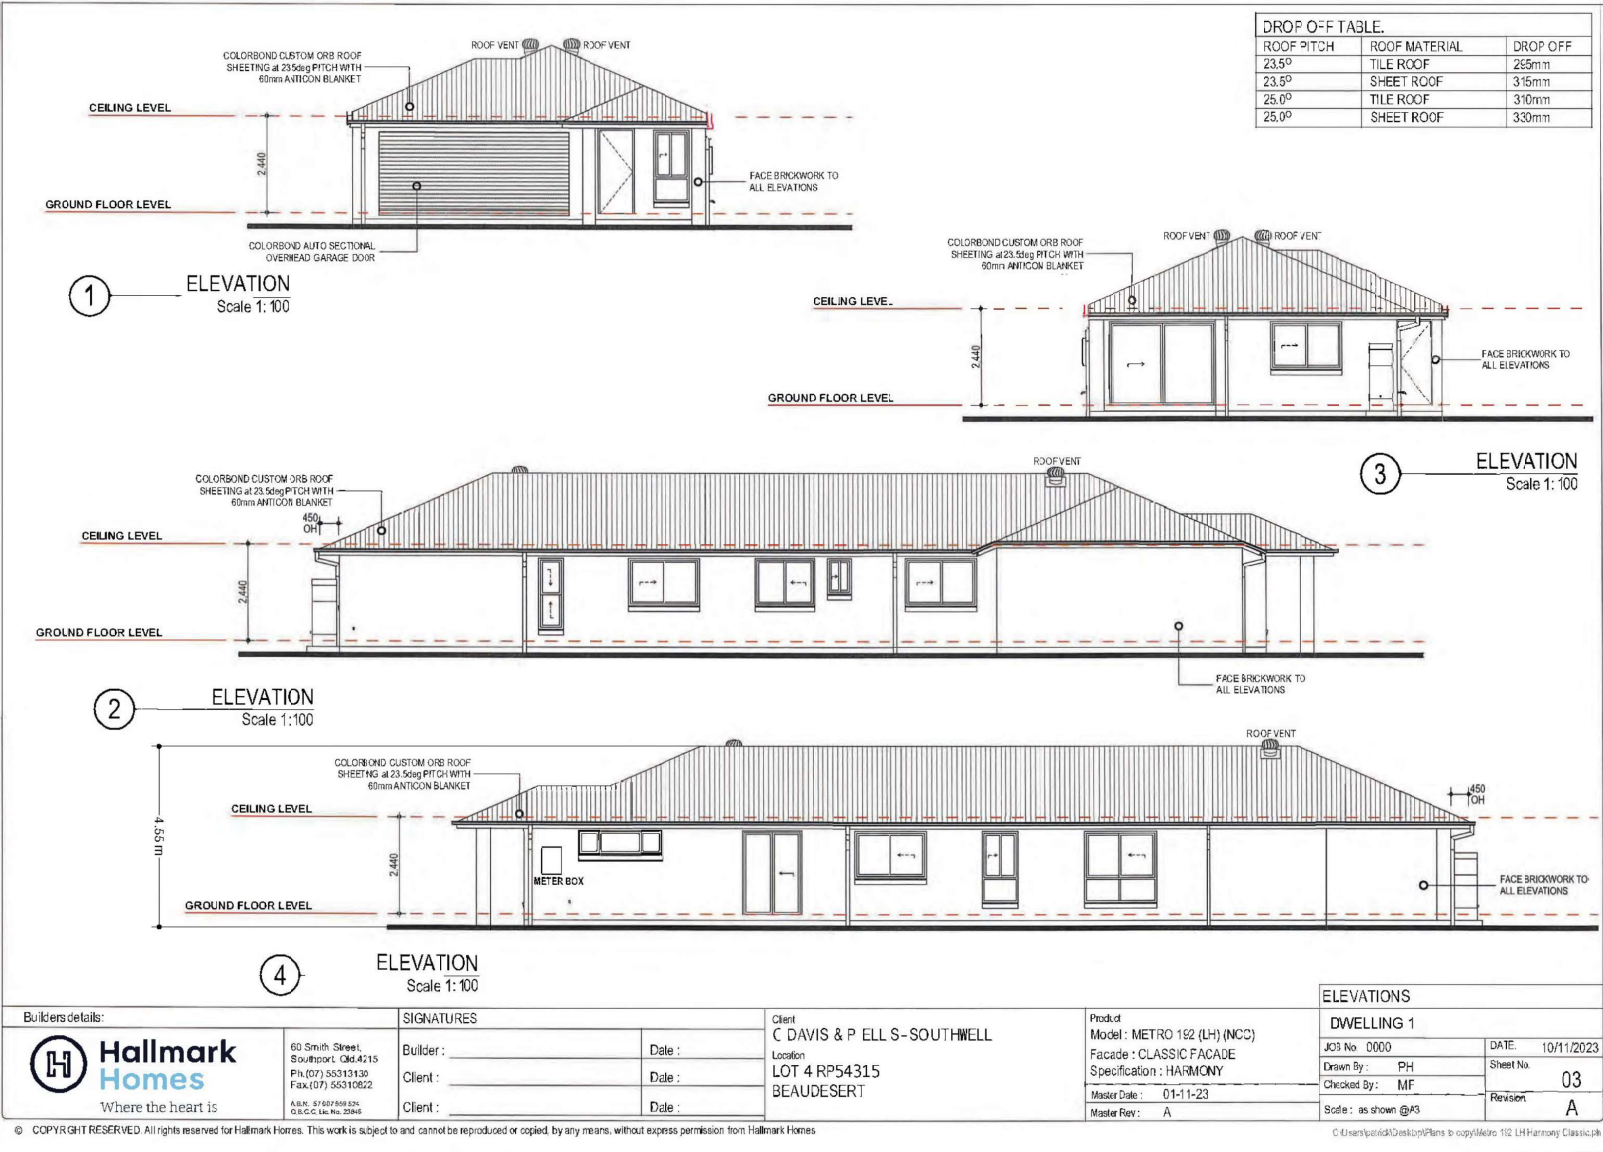 DROP OFF TABLE.
ROOF PITCH ROOF MATERIAL DROP OFF
23.5° TILE ROOF 295mm
23.5° SHEET ROOF 315mm
25.0° TILE ROOF 310mm
25.0° SHEET ROOF 330mm
ROOF VENT
ROOF VENT
COLORBOND CUSTOM ORB ROOF
SHEETING at 23.5deg PITCH WITH
60mm ANTICON BLANKET
CEILING LEVEL
2,440
GROUND FLOOR LEVEL
FACE BRICKWORK TO
ALL ELEVATIONS
COLORBOND AUTO SECTIONAL
OVERHEAD GARAGE DOOR
1
ELEVATION
Scale 1:100
ROOF VENT
ROOF VENT
COLORBOND CUSTOM ORB ROOF
SHEETING at 23.5deg PITCH WITH
60mm ANTICON BLANKET
CEILING LEVEL
2,440
GROUND FLOOR LEVEL
FACE BRICKWORK TO
ALL ELEVATIONS
3
ELEVATION
Scale 1:100
ROOF VENT
COLORBOND CUSTOM ORB ROOF
SHEETING at 23.5deg PITCH WITH
60mm ANTICON BLANKET
450
OH
CEILING LEVEL
2,440
GROUND FLOOR LEVEL
FACE BRICKWORK TO
ALL ELEVATIONS
2
ELEVATION
Scale 1:100
ROOF VENT
COLORBOND CUSTOM ORB ROOF
SHEETING at 23.5deg PITCH WITH
60mm ANTICON BLANKET
450
OH
CEILING LEVEL
4.55 m
2,440
METER BOX
GROUND FLOOR LEVEL
FACE BRICKWORK TO
ALL ELEVATIONS
4
ELEVATION
Scale 1:100
Builders details:
Hallmark
Homes
Where the heart is
60 Smith Street,
Southport, Qld.4215
Ph.(07) 55313130
Fax.(07) 55310822
SIGNATURES
Builder : Date :
Client : Date :
Client : Date :
Client
C DAVIS & P ELL S-SOUTHWELL
Location
LOT 4 RP54315
BEAUDESERT
Product
Model : METRO 192 (LH) (NCC)
Facade : CLASSIC FACADE
Specification : HARMONY
Master Date : 01-11-23
Master Rev : A
ELEVATIONS
DWELLING 1
JOB No 0000
DATE. 10/11/2023
Drawn By : PH
Checked By : MF
Scale : as shown @A3
Sheet No.
03
Revision
A
© COPYRIGHT RESERVED. All rights reserved for Hallmark Homes. This work is subject to and cannot be reproduced or copied, by any means, without express permission from Hallmark Homes